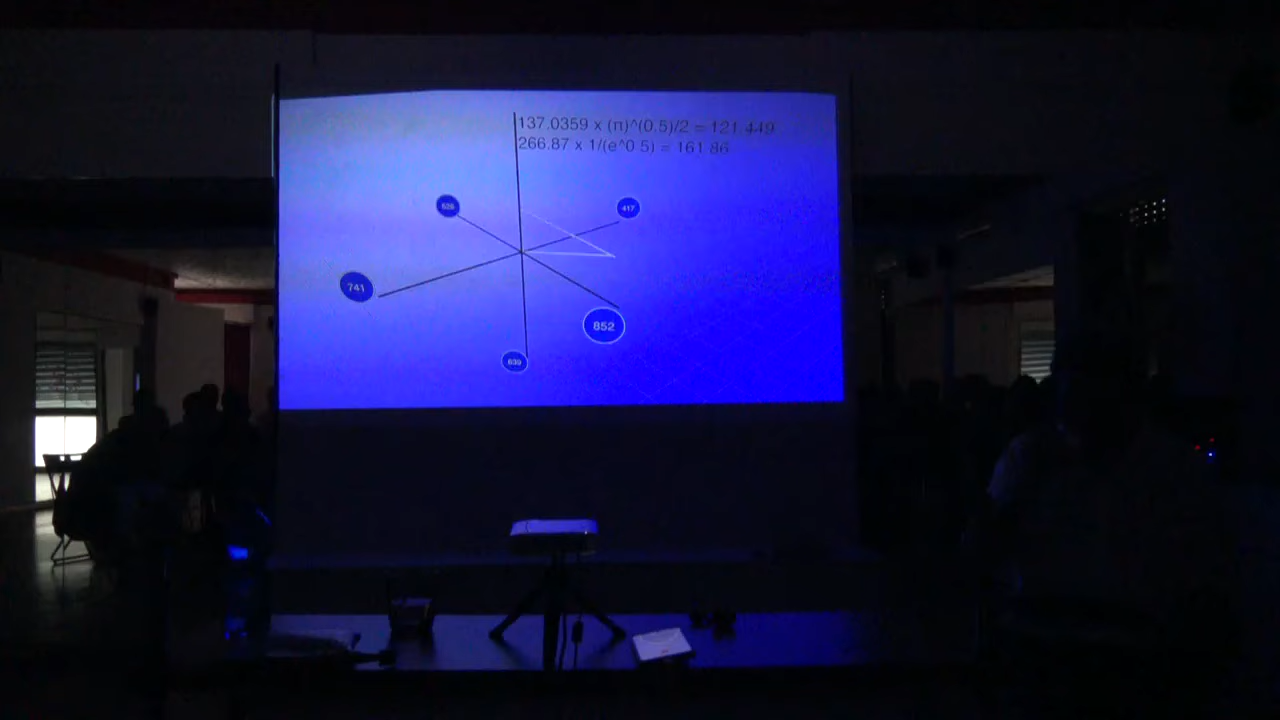 137.0359 x (π)^(0.5)/2 = 121.449
266.87 x 1/(e^0.5) = 161.86
417
741
852